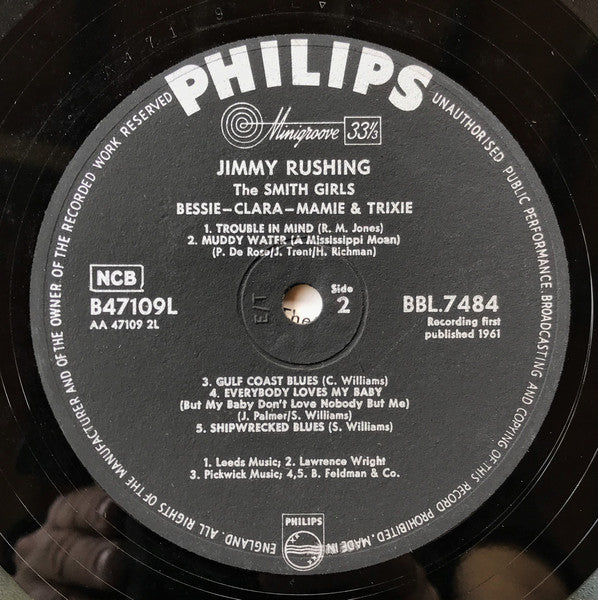 PHILIPS
Minigroove 33⅓
JIMMY RUSHING
The SMITH GIRLS
BESSIE–CLARA–MAMIE & TRIXIE
1. TROUBLE IN MIND (R. M. Jones)
2. MUDDY WATER (A Mississippi Moan)
(P. De Rose/J. Trent/H. Richman)
NCB
B47109L
AA 47109 2L
Side
2
BBL.7484
Recording first
published 1961
The
3. GULF COAST BLUES (C. Williams)
4. EVERYBODY LOVES MY BABY
(But My Baby Don't Love Nobody But Me)
(J. Palmer/S. Williams)
5. SHIPWRECKED BLUES (S. Williams)
1. Leeds Music; 2. Lawrence Wright
3. Pickwick Music; 4,5. B. Feldman & Co.
PHILIPS
ALL RIGHTS OF THE MANUFACTURER AND OF THE OWNER OF THE RECORDED WORK RESERVED
UNAUTHORISED PUBLIC PERFORMANCE, BROADCASTING AND COPYING OF THIS RECORD PROHIBITED. MADE IN ENGLAND.